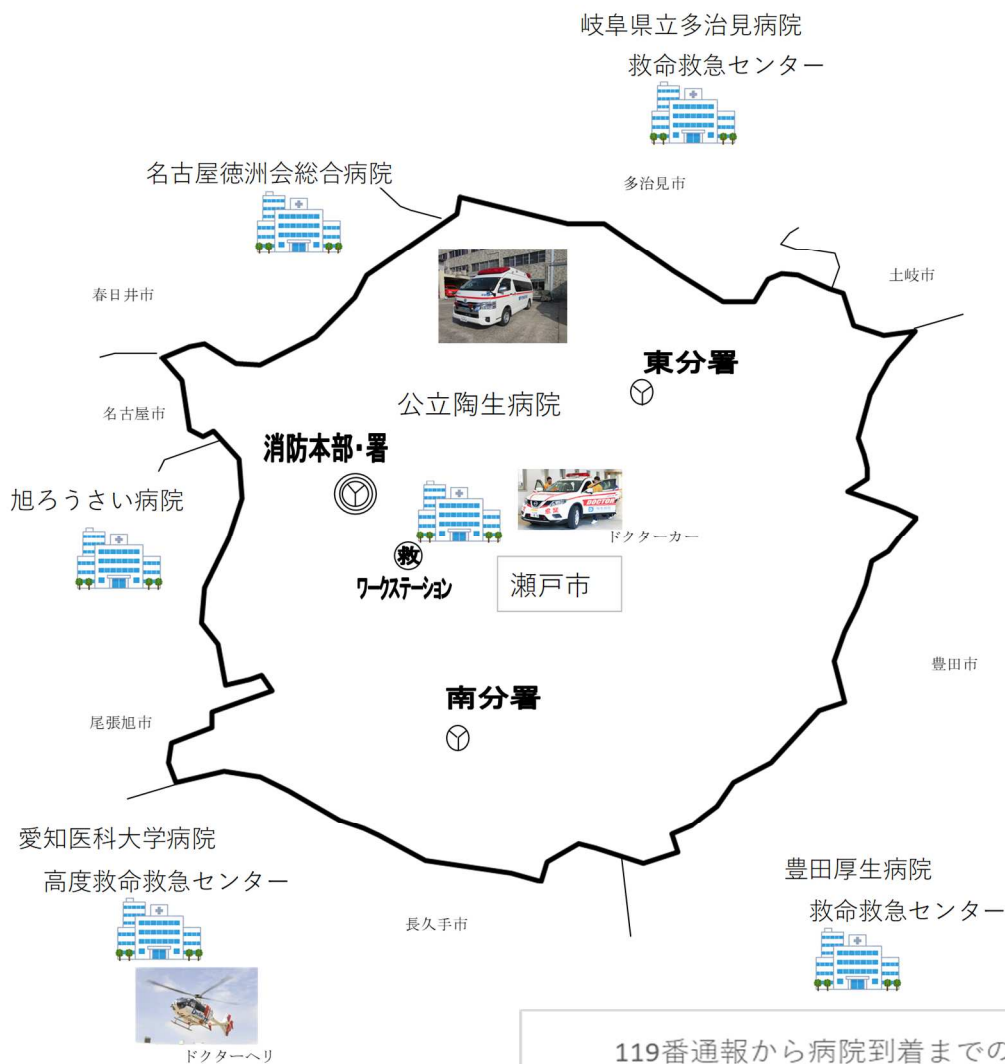 岐阜県立多治見病院
救命救急センター
名古屋徳洲会総合病院
多治見市
土岐市
春日井市
東分署
公立陶生病院
名古屋市
消防本部・署
旭ろうさい病院
ドクターカー
救
ワークステーション
瀬戸市
豊田市
南分署
尾張旭市
愛知医科大学病院
高度救命救急センター
豊田厚生病院
救命救急センター
長久手市
ドクターヘリ
119番通報から病院到着までの